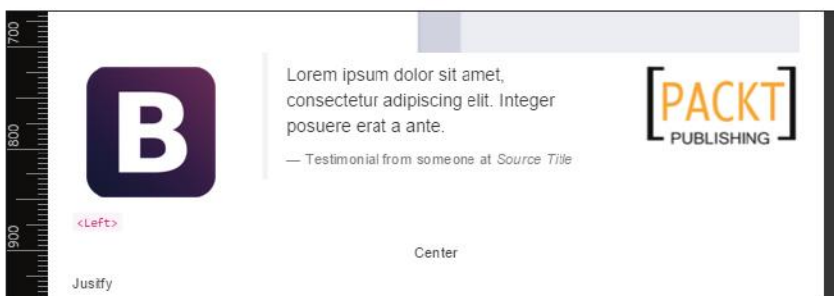 700
B
Lorem ipsum dolor sit amet,
consectetur adipiscing elit. Integer
posuere erat a ante.
— Testimonial from someone at Source Title
[PACKT]
PUBLISHING
800
<Left>
900
Center
Jusitfy